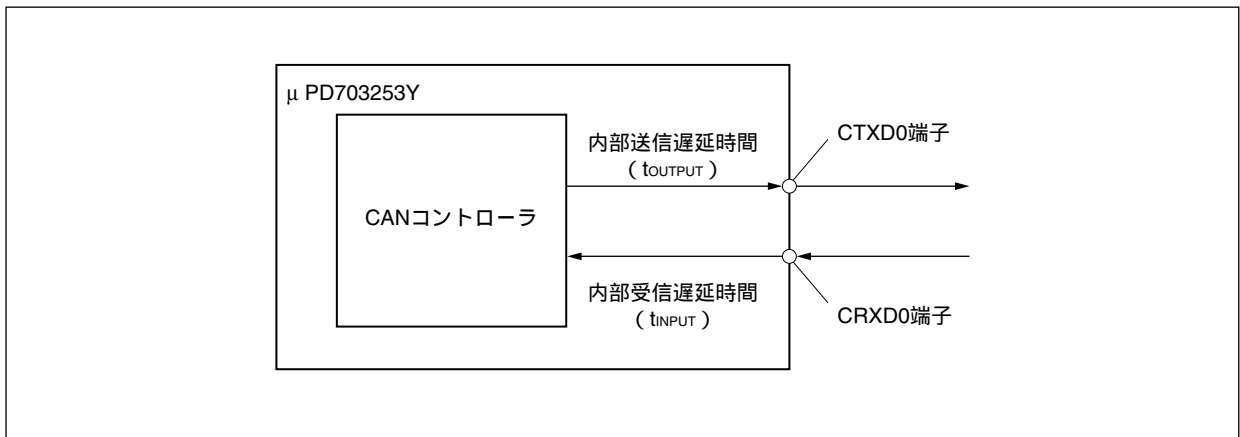 μ PD703253Y
内部送信遅延時間
( tOUTPUT )
CTXD0端子
CANコントローラ
内部受信遅延時間
( tINPUT )
CRXD0端子